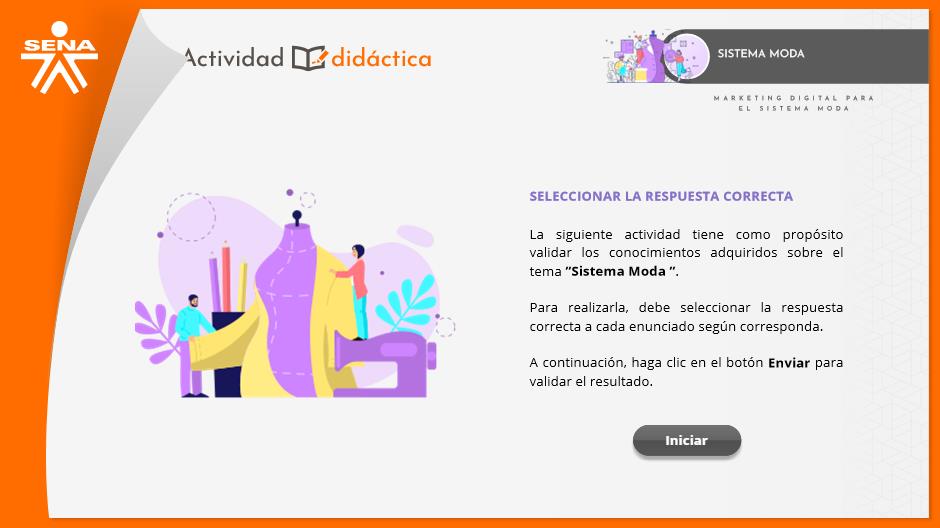 SENA
Actividad didáctica
SISTEMA MODA
MARKETING DIGITAL PARA
EL SISTEMA MODA
SELECCIONAR LA RESPUESTA CORRECTA
La siguiente actividad tiene como propósito
validar los conocimientos adquiridos sobre el
tema ”Sistema Moda ”.
Para realizarla, debe seleccionar la respuesta
correcta a cada enunciado según corresponda.
A continuación, haga clic en el botón Enviar para
validar el resultado.
Iniciar